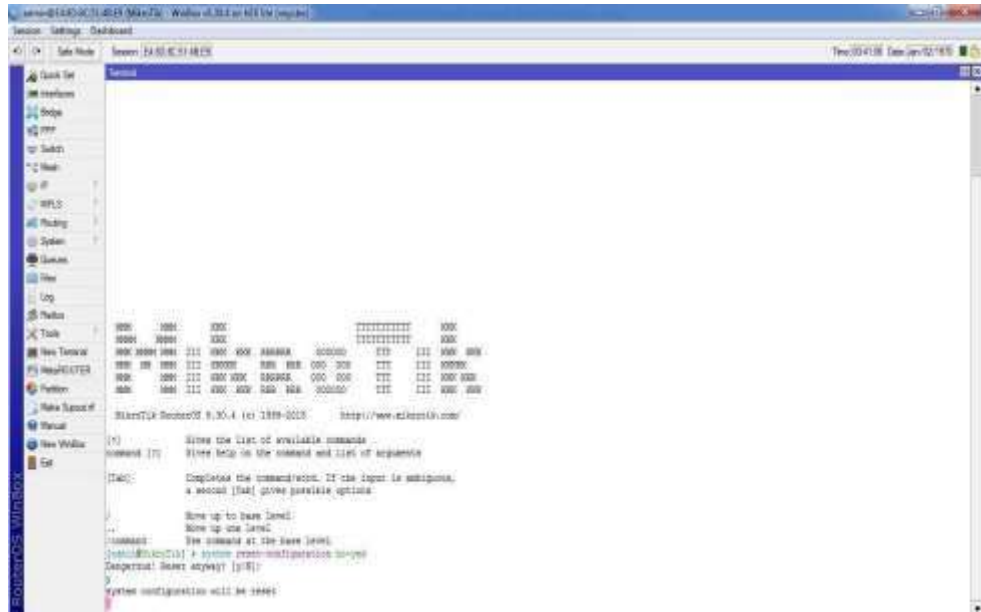 Session Settings Dashboard
Safe Mode Session:
Quick Set Terminal
Interfaces
Bridge
PPP
Switch
Mesh
IP
MPLS
Routing
System
Queues
Files
Log
Radius
Tools
New Terminal
MetaROUTER
Partition
Make Supout.rif
Manual
New WinBox
Exit
RouterOS WinBox
MikroTik RouterOS 6.30.4 (c) 1999-2015 http://www.mikrotik.com/
[?] Gives the list of available commands
command [?] Gives help on the command and list of arguments
[Tab] Completes the command/word. If the input is ambiguous,
a second [Tab] gives possible options
/ Move up to base level
.. Move up one level
/command Use command at the base level
[admin@MikroTik] > system reset-configuration
Dangerous! Reset anyway? [y/N]:
y
system configuration will be reset